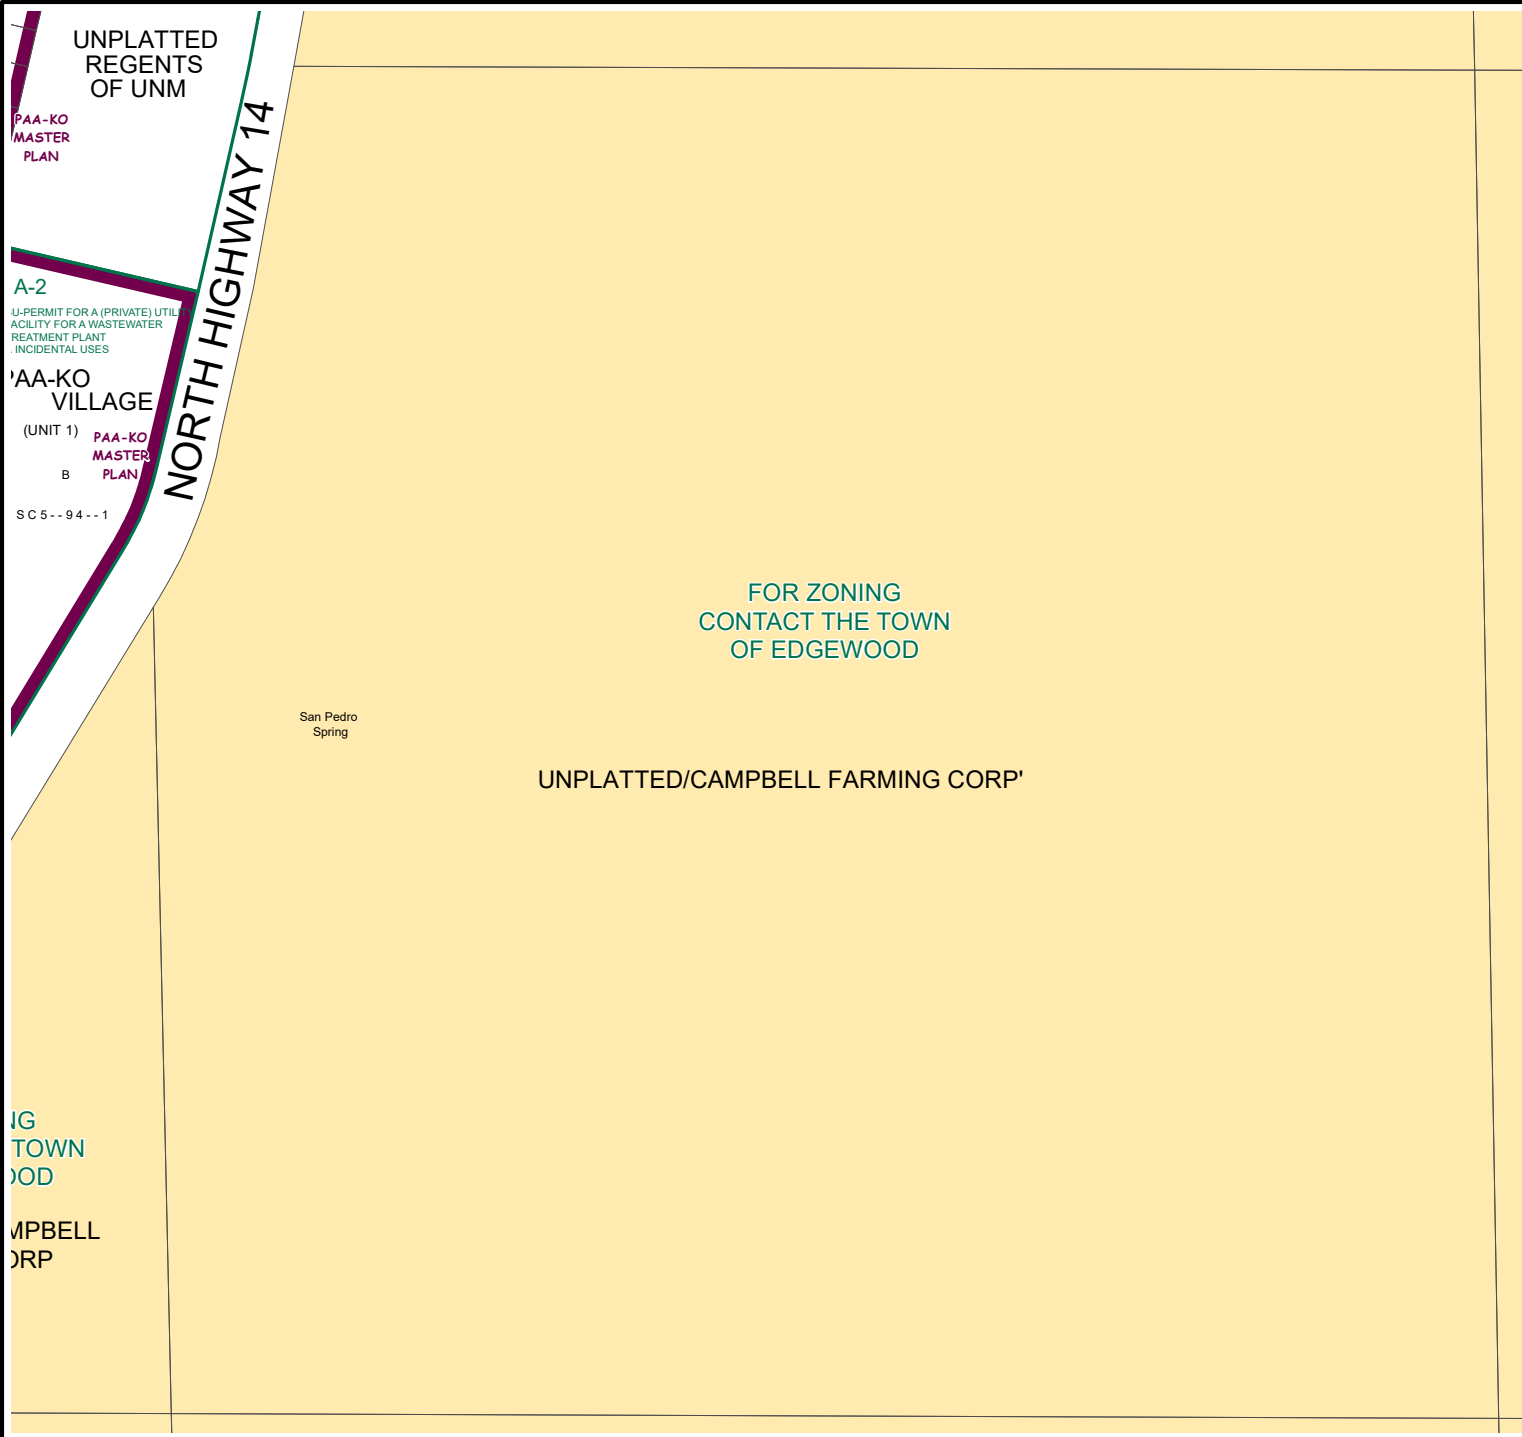 UNPLATTED
REGENTS
OF UNM
PAA-KO
MASTER
PLAN
NORTH HIGHWAY 14
A-2
U-PERMIT FOR A (PRIVATE) UTILITY
ACILITY FOR A WASTEWATER
REATMENT PLANT
INCIDENTAL USES
AA-KO
VILLAGE
(UNIT 1)
PAA-KO
MASTER
PLAN
B
S C 5 - - 9 4 - - 1
FOR ZONING
CONTACT THE TOWN
OF EDGEWOOD
San Pedro
Spring
UNPLATTED/CAMPBELL FARMING CORP'
NG
TOWN
OOD
MPBELL
ORP